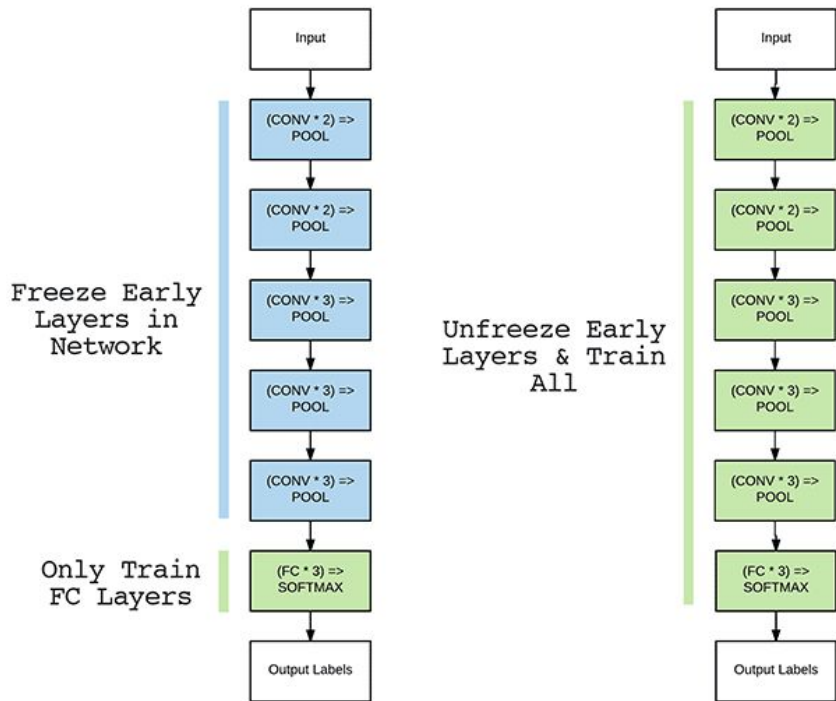 Input
(CONV * 2) =>
POOL
(CONV * 2) =>
POOL
(CONV * 3) =>
POOL
(CONV * 3) =>
POOL
(CONV * 3) =>
POOL
(FC * 3) =>
SOFTMAX
Output Labels
Freeze Early
Layers in
Network
Only Train
FC Layers
Input
(CONV * 2) =>
POOL
(CONV * 2) =>
POOL
(CONV * 3) =>
POOL
(CONV * 3) =>
POOL
(CONV * 3) =>
POOL
(FC * 3) =>
SOFTMAX
Output Labels
Unfreeze Early
Layers & Train
All